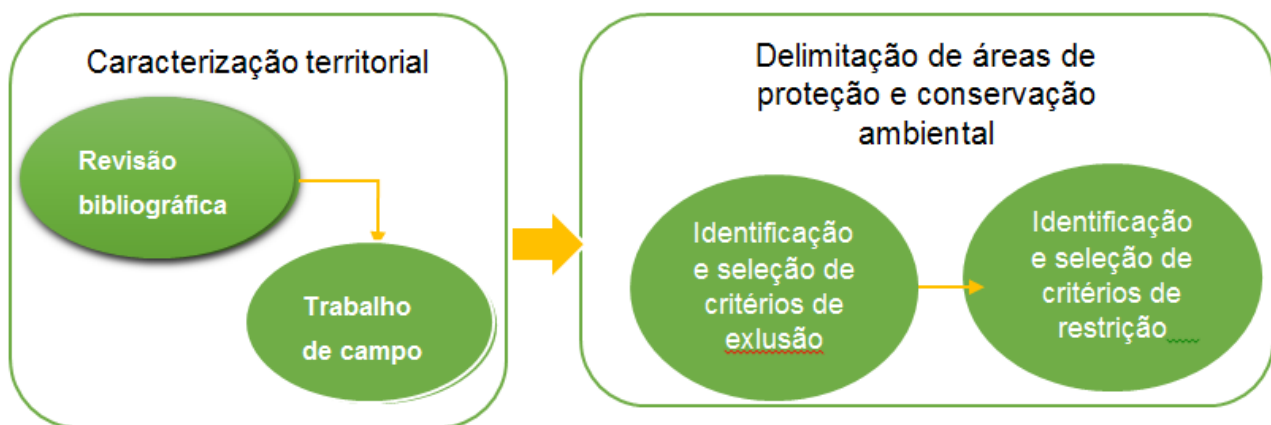 Caracterização territorial
Revisão
bibliográfica
Trabalho
de campo
Delimitação de áreas de
proteção e conservação
ambiental
Identificação
e seleção de
critérios de
exlusão
Identificação
e seleção de
critérios de
restrição